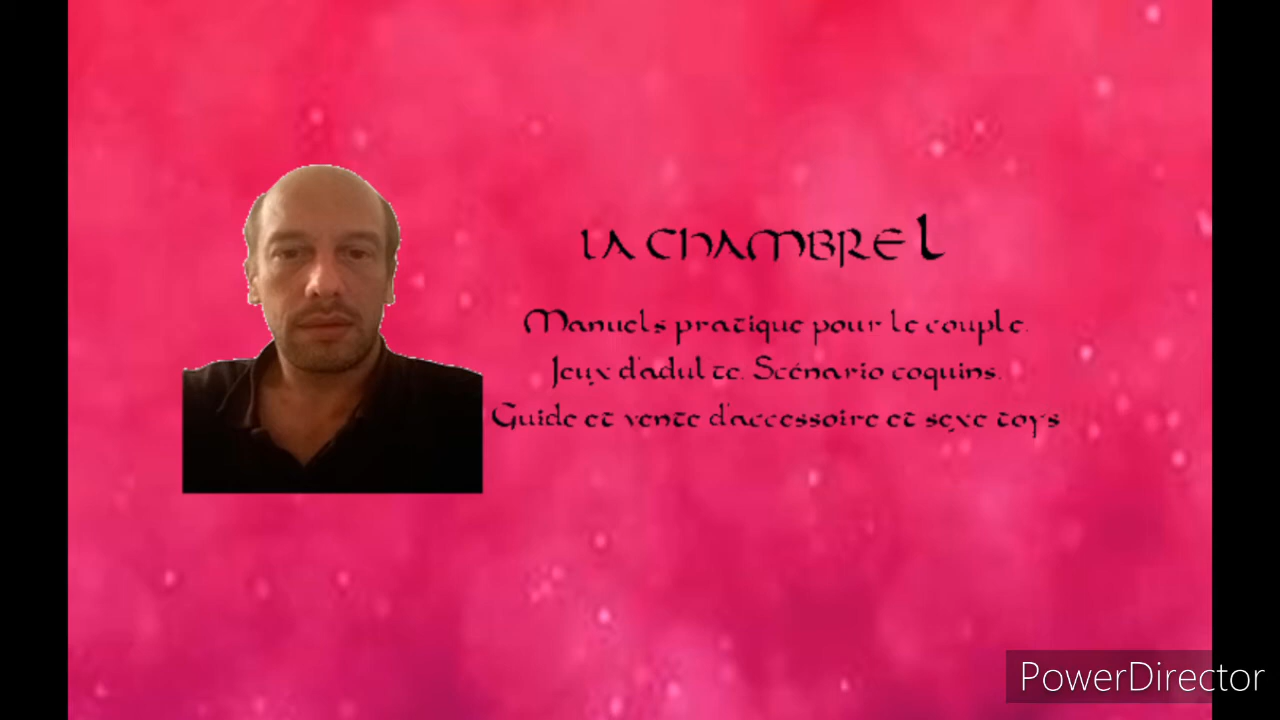 LA CHAMBRE L
Manuels pratique pour le couple.
Jeux d'adulte. Scénario coquins.
Guide et vente d'accessoire et sexe toys
PowerDirector